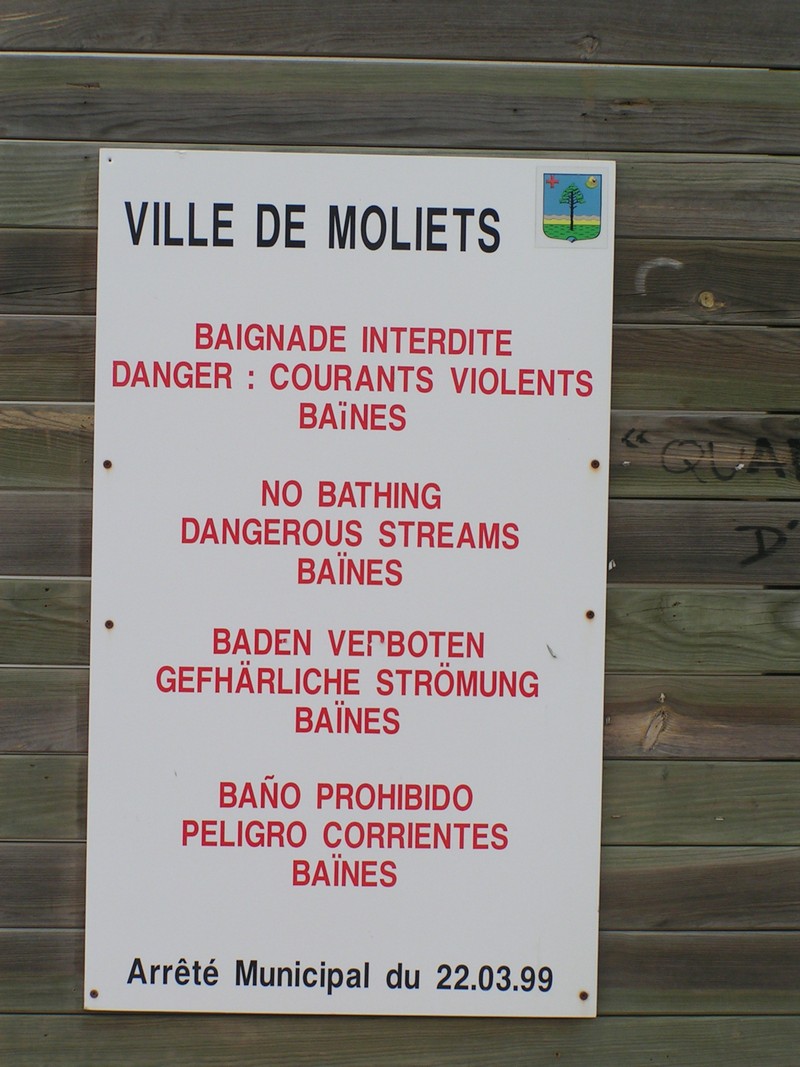 VILLE DE MOLIETS
BAIGNADE INTERDITE
DANGER : COURANTS VIOLENTS
BAïNES
NO BATHING
DANGEROUS STREAMS
BAÏNES
BADEN VERBOTEN
GEFHÄRLICHE STRÖMUNG
BAÏNES
BAÑO PROHIBIDO
PELIGRO CORRIENTES
BAÏNES
Arrêté Municipal du 22.03.99